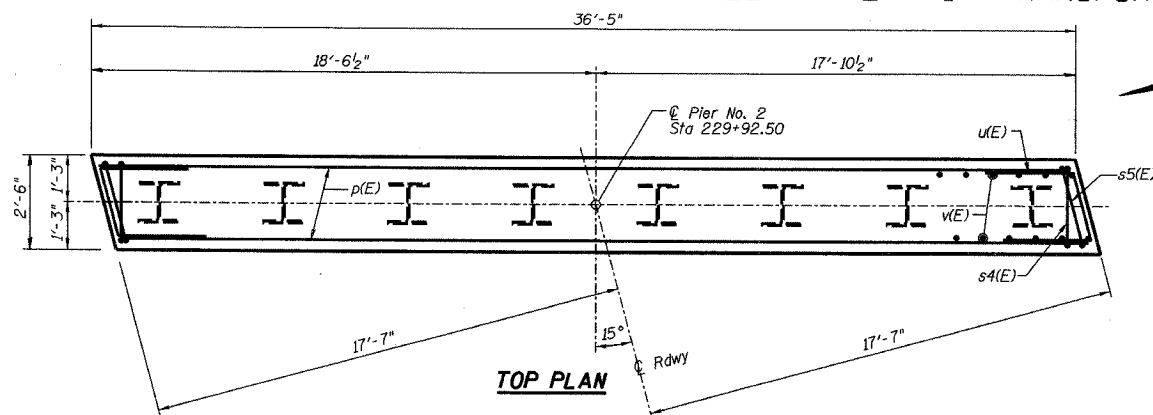 36'-5"
18'-6½"
17'-10½"
℄ Pier No. 2
Sta 229+92.50
u(E)
s5(E)
2'-6"
1'-3"
1'-3"
p(E)
v(E)
s4(E)
17'-7"
15°
17'-7"
℄ Rdwy
TOP PLAN